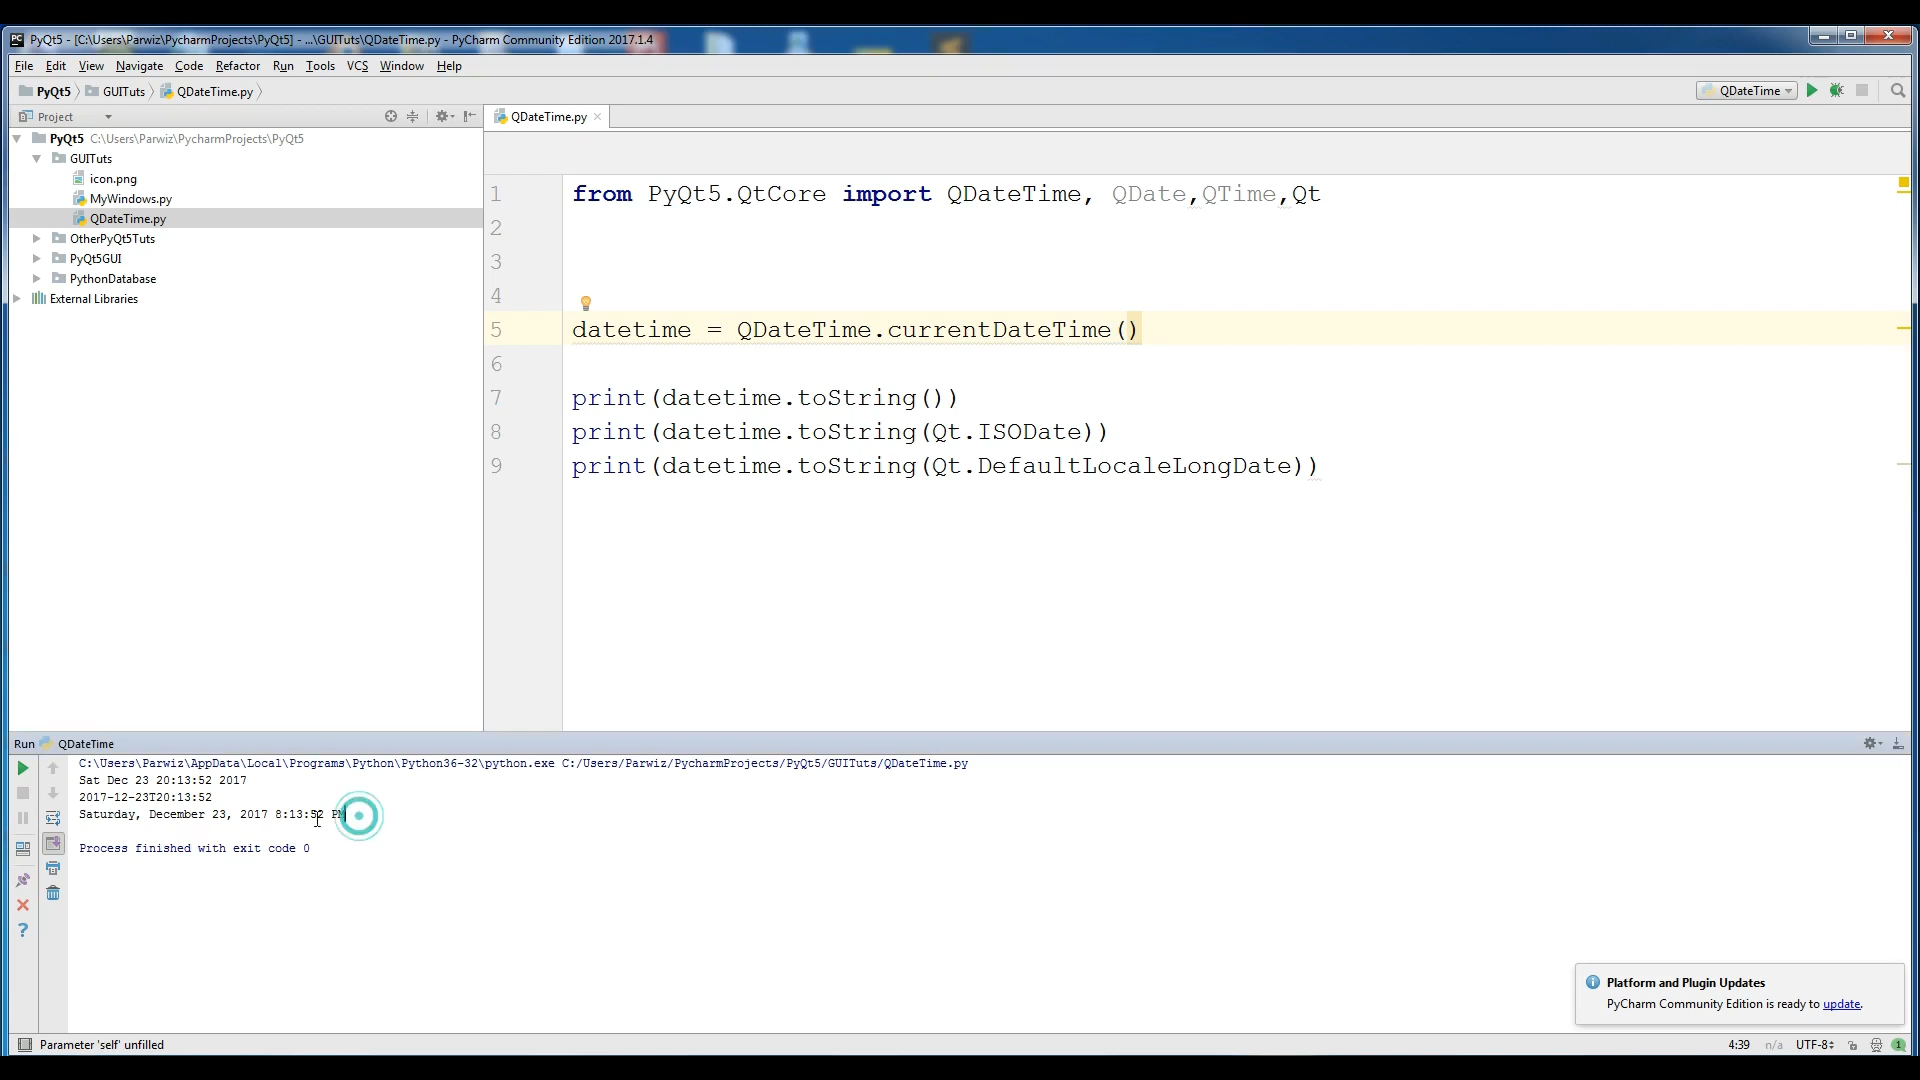 PyQt5 - [C:\Users\Parwiz\PycharmProjects\PyQt5] - ...\GUITuts\QDateTime.py - PyCharm Community Edition 2017.1.4
File Edit View Navigate Code Refactor Run Tools VCS Window Help
PyQt5 GUITuts QDateTime.py
QDateTime
Project
QDateTime.py
PyQt5 C:\Users\Parwiz\PycharmProjects\PyQt5
GUITuts
icon.png
MyWindows.py
QDateTime.py
OtherPyQt5Tuts
PyQt5GUI
PythonDatabase
External Libraries
1 from PyQt5.QtCore import QDateTime, QDate,QTime,Qt
2
3
4
5 datetime = QDateTime.currentDateTime()
6
7 print(datetime.toString())
8 print(datetime.toString(Qt.ISODate))
9 print(datetime.toString(Qt.DefaultLocaleLongDate))
Run QDateTime
C:\Users\Parwiz\AppData\Local\Programs\Python\Python36-32\python.exe C:/Users/Parwiz/PycharmProjects/PyQt5/GUITuts/QDateTime.py
Sat Dec 23 20:13:52 2017
2017-12-23T20:13:52
Saturday, December 23, 2017 8:13:52 PM
Process finished with exit code 0
Platform and Plugin Updates
PyCharm Community Edition is ready to update.
Parameter 'self' unfilled
4:39 n/a UTF-8 1